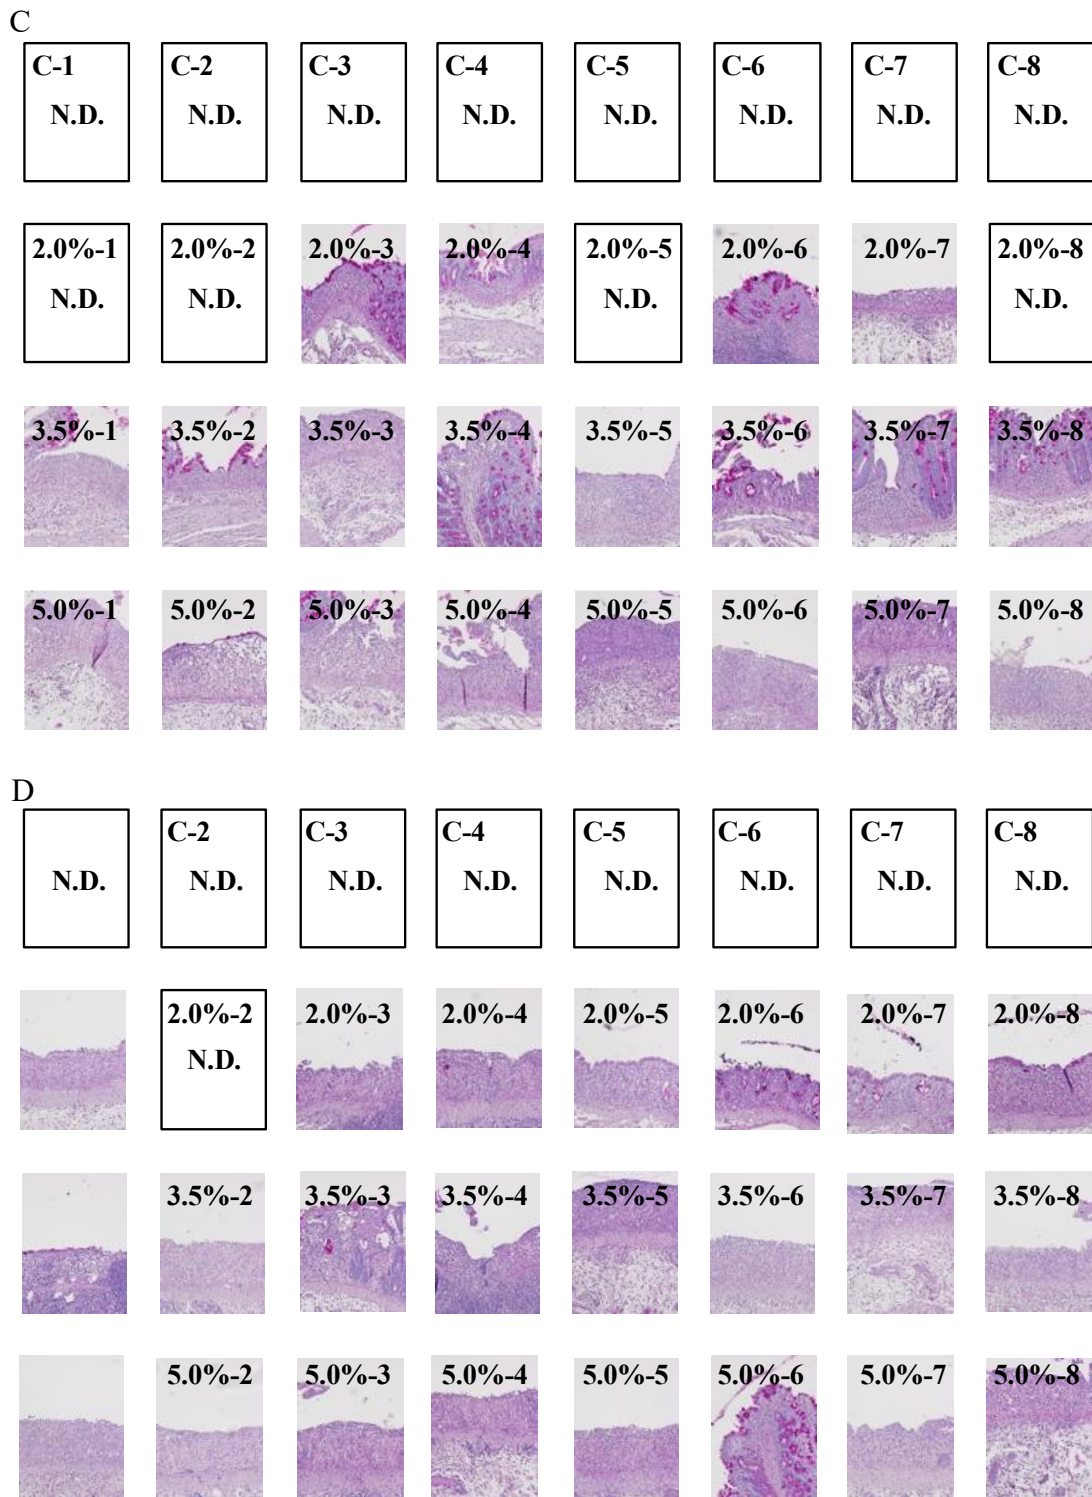 C
C-1 C-2 C-3 C-4 C-5 C-6 C-7 C-8
N.D. N.D. N.D. N.D. N.D. N.D. N.D. N.D.
2.0%-1 2.0%-2 2.0%-3 2.0%-4 2.0%-5 2.0%-6 2.0%-7 2.0%-8
N.D. N.D. N.D. N.D.
3.5%-1 3.5%-2 3.5%-3 3.5%-4 3.5%-5 3.5%-6 3.5%-7 3.5%-8
5.0%-1 5.0%-2 5.0%-3 5.0%-4 5.0%-5 5.0%-6 5.0%-7 5.0%-8
D
C-2 C-3 C-4 C-5 C-6 C-7 C-8
N.D. N.D. N.D. N.D. N.D. N.D. N.D. N.D.
2.0%-2 2.0%-3 2.0%-4 2.0%-5 2.0%-6 2.0%-7 2.0%-8
N.D.
3.5%-2 3.5%-3 3.5%-4 3.5%-5 3.5%-6 3.5%-7 3.5%-8
5.0%-2 5.0%-3 5.0%-4 5.0%-5 5.0%-6 5.0%-7 5.0%-8